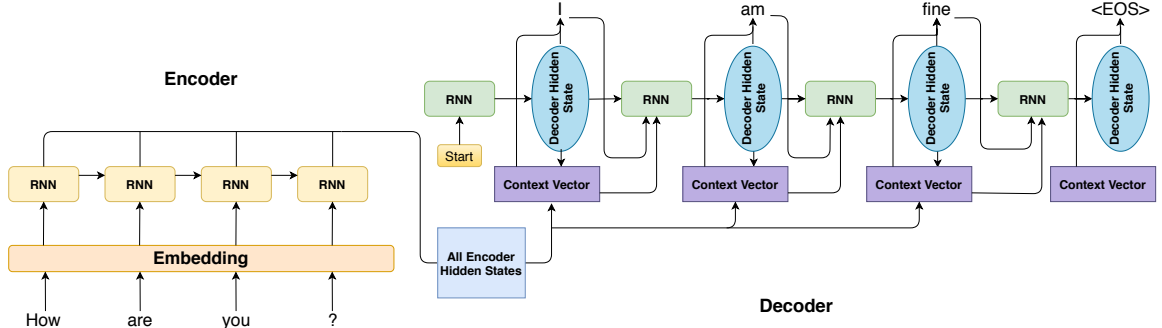 I am fine <EOS>
Encoder
RNN
Decoder Hidden State
RNN
Decoder Hidden State
RNN
Decoder Hidden State
RNN
Decoder Hidden State
Start
RNN RNN RNN RNN
Context Vector Context Vector Context Vector Context Vector
Embedding
All Encoder
Hidden States
Decoder
How are you ?